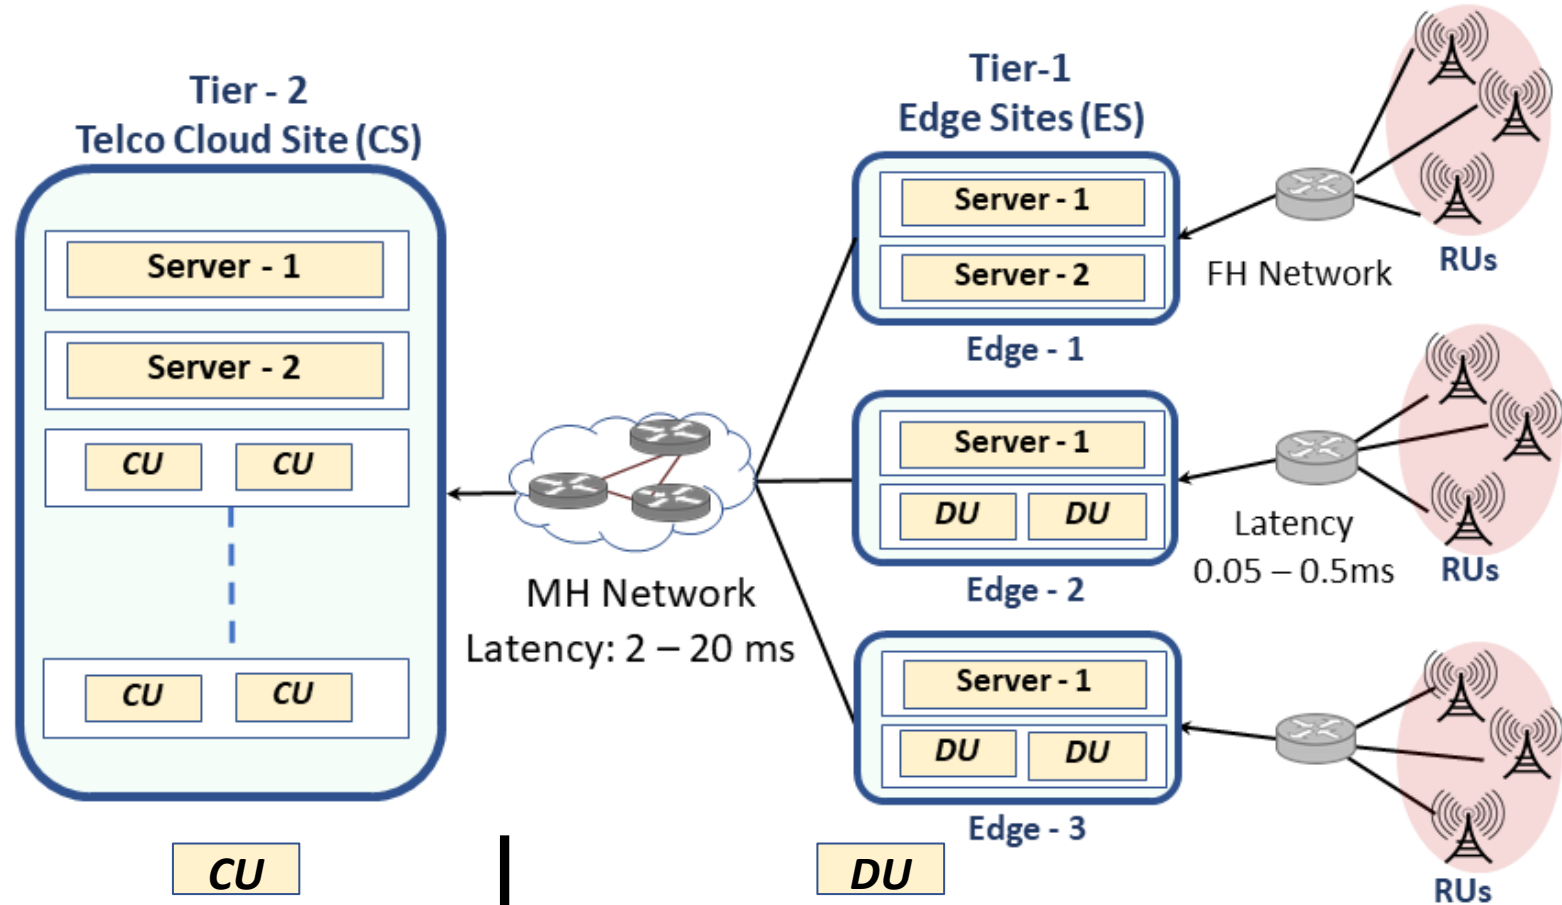 Tier - 2
Telco Cloud Site (CS)
Server - 1
Server - 2
CU CU
CU CU
CU
MH Network
Latency: 2 – 20 ms
Tier-1
Edge Sites (ES)
Server - 1
Server - 2
Edge - 1
Server - 1
DU DU
Edge - 2
Server - 1
DU DU
Edge - 3
DU
FH Network
RUs
Latency
0.05 – 0.5ms
RUs
RUs